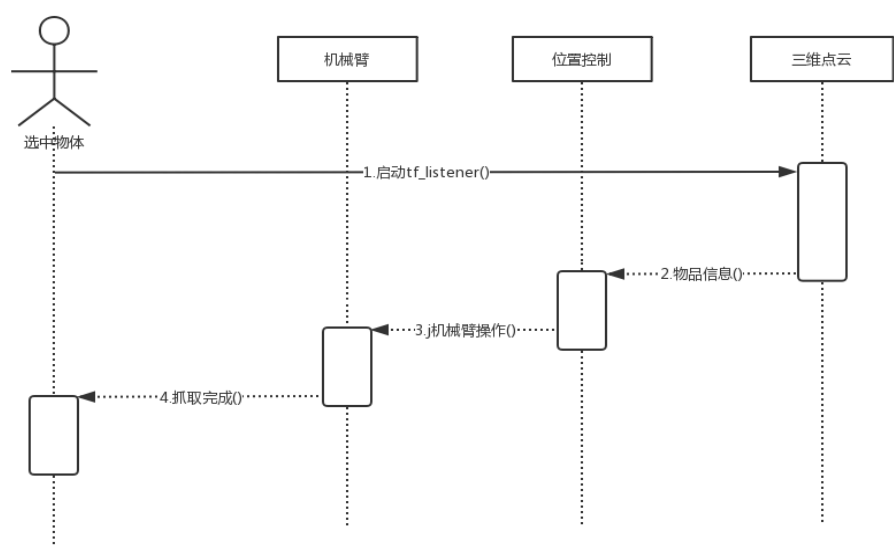 机械臂
位置控制
三维点云
选中物体
1.启动tf_listener()
2.物品信息()
3.j机械臂操作()
4.抓取完成()